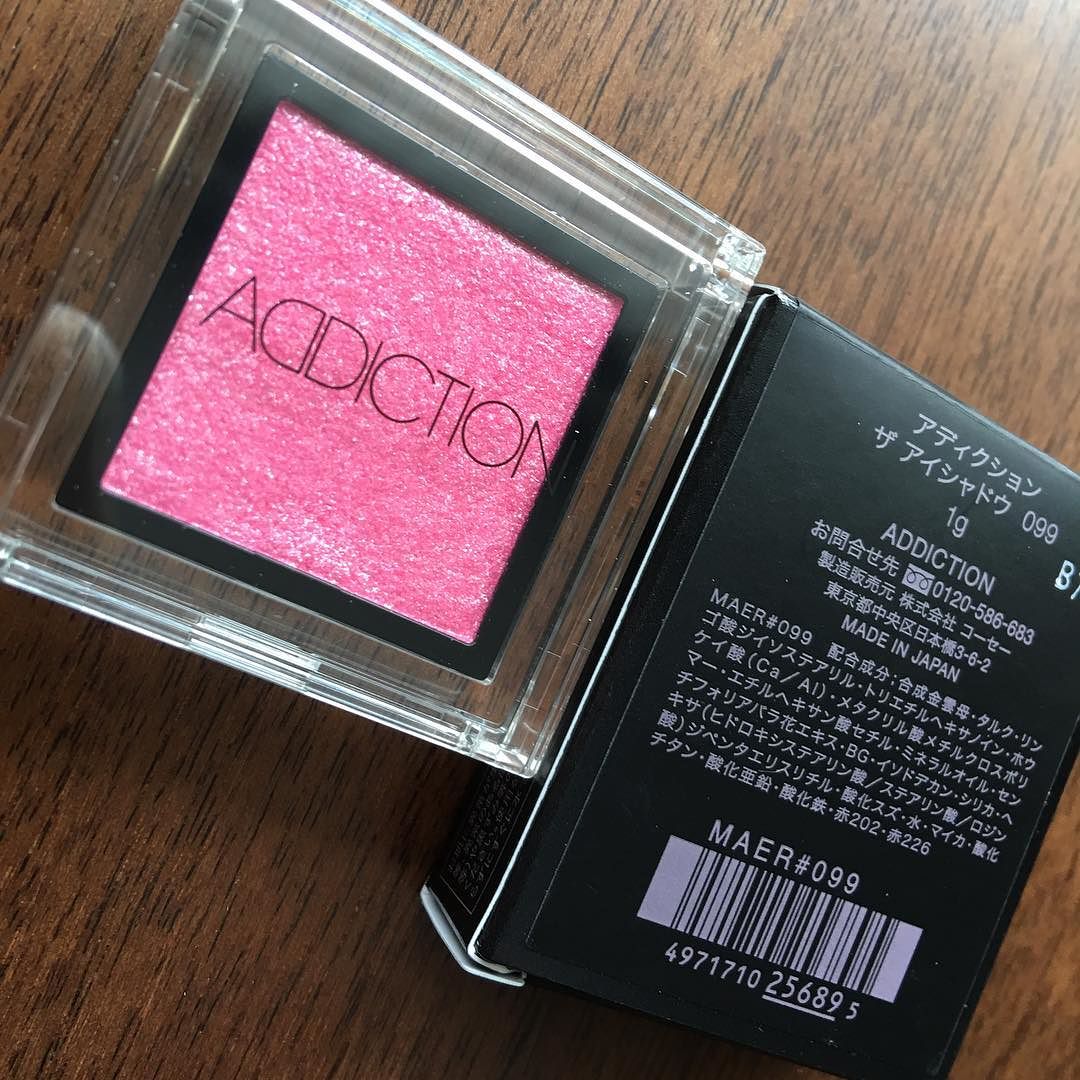 ADDICTION
アディクション
ザ アイシャドウ 099
1g
ADDICTION
お問合せ先 0120-586-683
製造販売元 株式会社 コーセー
東京都中央区日本橋3-6-2
MADE IN JAPAN
MAER#099 配合成分:合成金雲母・タルク・リン
ゴ酸ジイソステアリル・トリエチルヘキサノイン・ホウ
ケイ酸(Ca/Al)・メタクリル酸メチルクロスポリ
マー・エチルヘキサン酸セチル・ミネラルオイル・セン
チフォリアバラ花エキス・BG・イソドデカン・シリカ・ヘ
キサ(ヒドロキシステアリン酸/ステアリン酸/ロジン
酸)ジペンタエリスリチル・酸化スズ・水・マイカ・酸化
チタン・酸化亜鉛・酸化鉄・赤202・赤226
MAER#099
4971710 256895